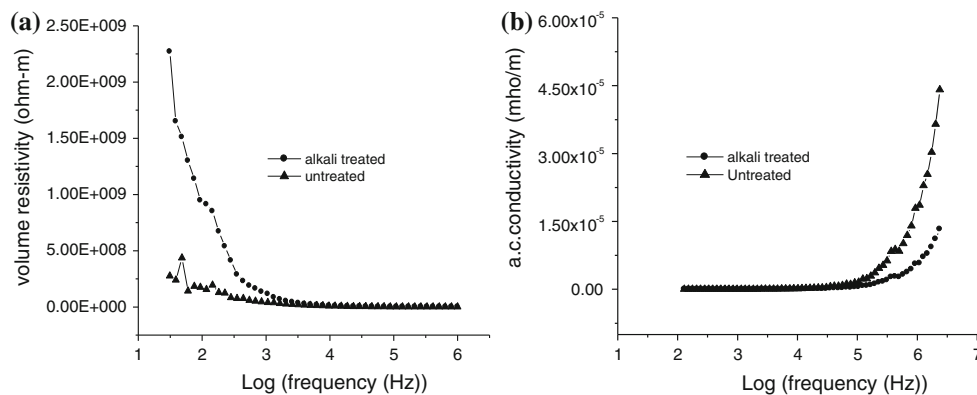 (a)
volume resistivity (ohm-m)
2.50E+009
2.00E+009
1.50E+009
1.00E+009
5.00E+008
0.00E+000
alkali treated
untreated
1 2 3 4 5 6
Log (frequency (Hz))
(b)
a.c.conductivity (mho/m)
6.00x10⁻⁵
4.50x10⁻⁵
3.00x10⁻⁵
1.50x10⁻⁵
0.00
alkali treated
Untreated
1 2 3 4 5 6 7
Log (frequency (Hz))